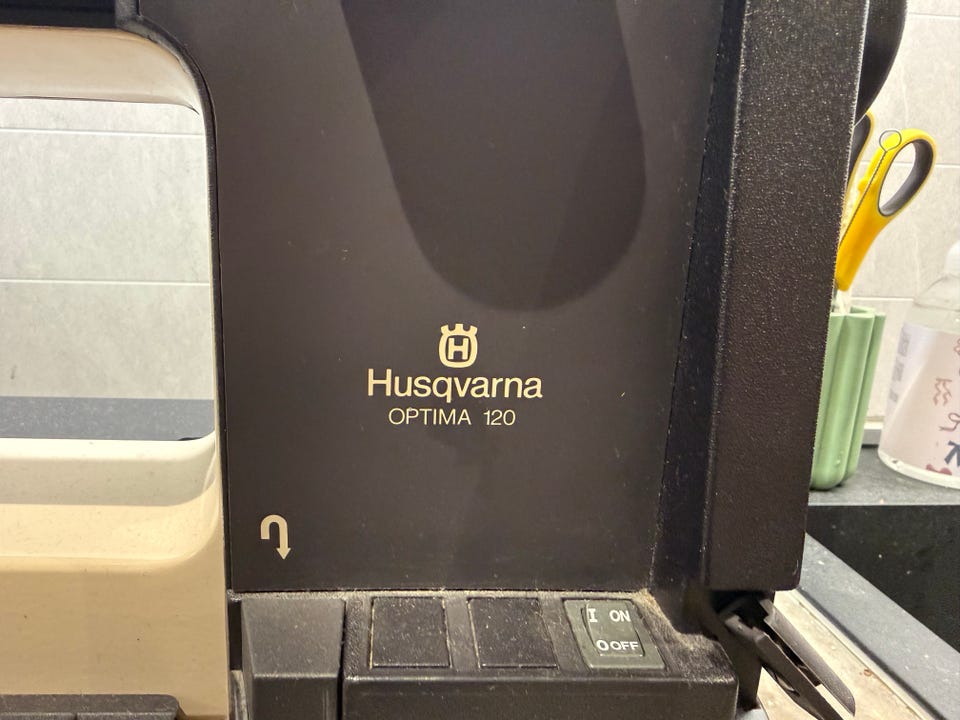 H
Husqvarna
OPTIMA 120
I ON
O OFF